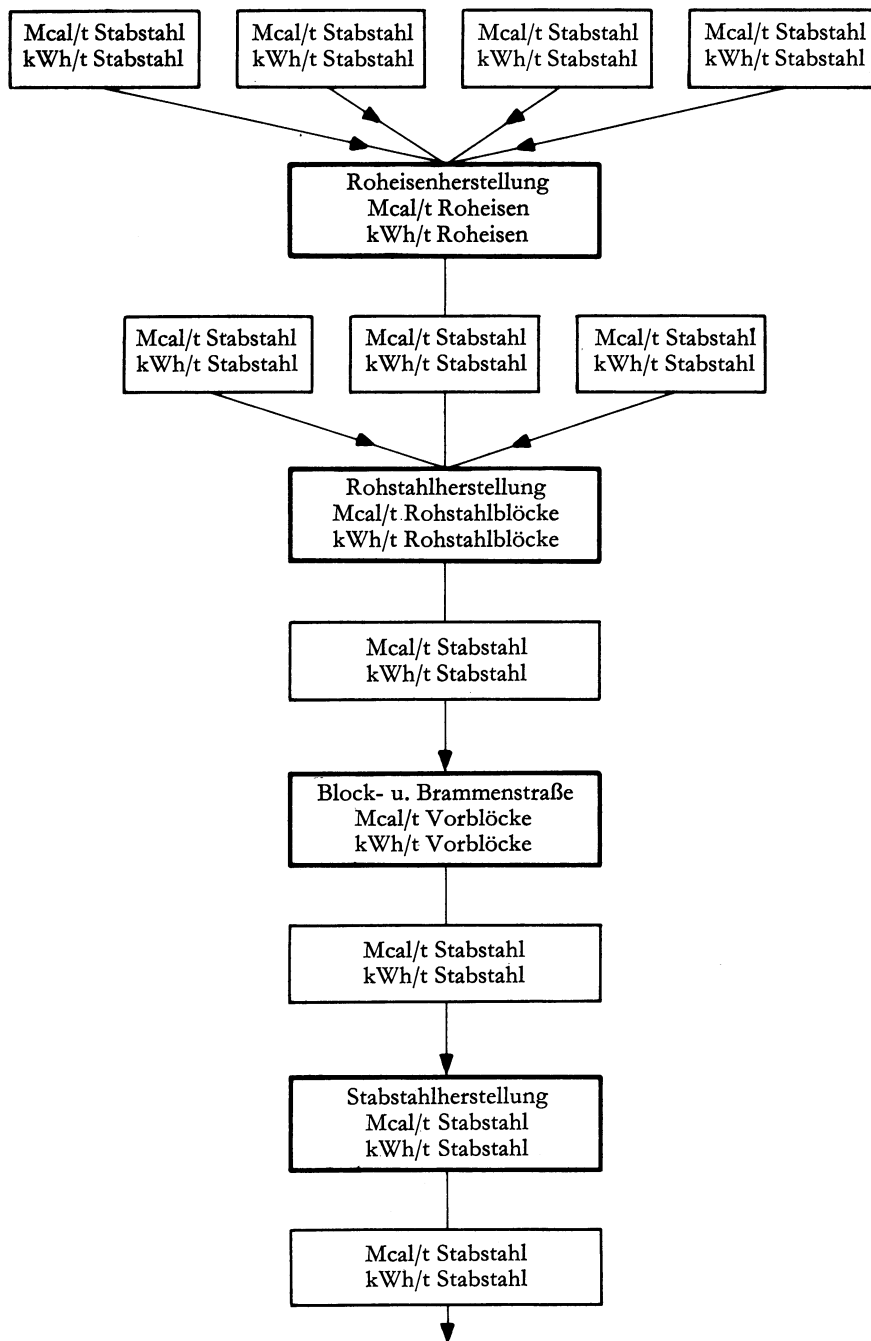 Mcal/t Stabstahl
kWh/t Stabstahl
Mcal/t Stabstahl
kWh/t Stabstahl
Mcal/t Stabstahl
kWh/t Stabstahl
Mcal/t Stabstahl
kWh/t Stabstahl
Roheisenherstellung
Mcal/t Roheisen
kWh/t Roheisen
Mcal/t Stabstahl
kWh/t Stabstahl
Mcal/t Stabstahl
kWh/t Stabstahl
Mcal/t Stabstahl
kWh/t Stabstahl
Rohstahlherstellung
Mcal/t Rohstahlblöcke
kWh/t Rohstahlblöcke
Mcal/t Stabstahl
kWh/t Stabstahl
Block- u. Brammenstraße
Mcal/t Vorblöcke
kWh/t Vorblöcke
Mcal/t Stabstahl
kWh/t Stabstahl
Stabstahlherstellung
Mcal/t Stabstahl
kWh/t Stabstahl
Mcal/t Stabstahl
kWh/t Stabstahl